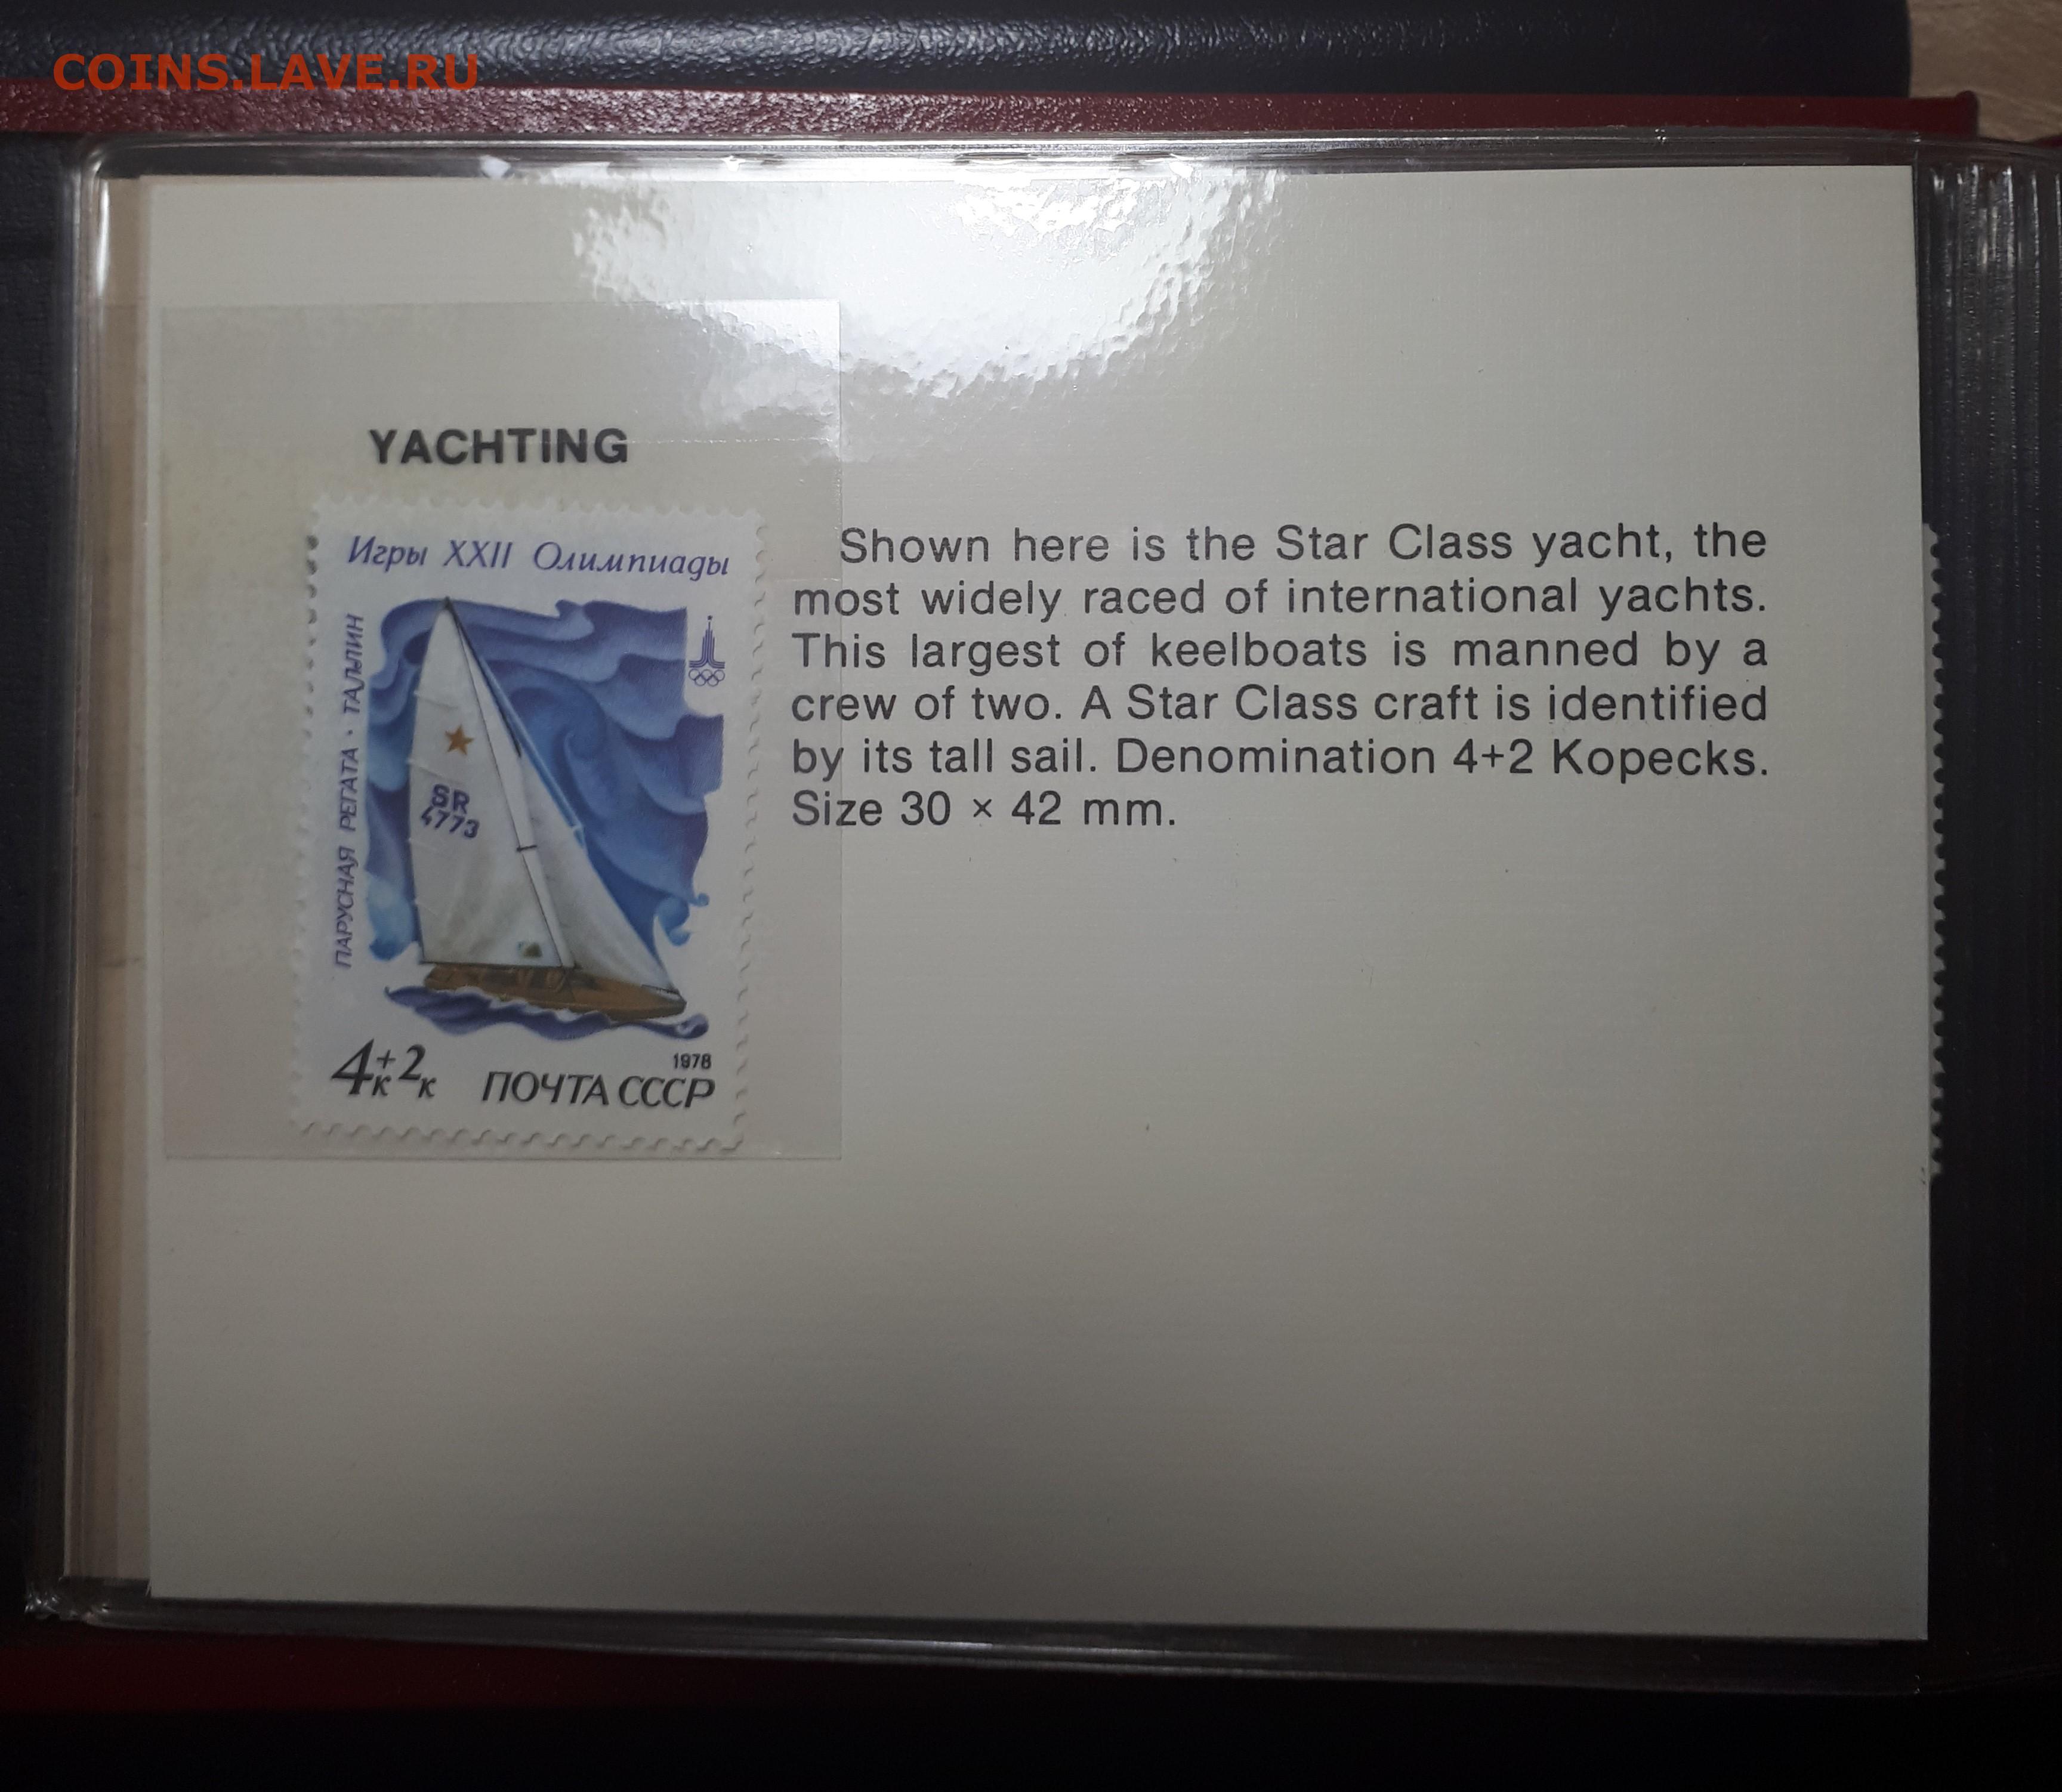 COINS.LAVE.RU
YACHTING
Игры XXII Олимпиады
ПАРУСНАЯ РЕГАТА · ТАЛЛИН
SR
4773
4к+2к
1978
ПОЧТА СССР
Shown here is the Star Class yacht, the
most widely raced of international yachts.
This largest of keelboats is manned by a
crew of two. A Star Class craft is identified
by its tall sail. Denomination 4+2 Kopecks.
Size 30 × 42 mm.